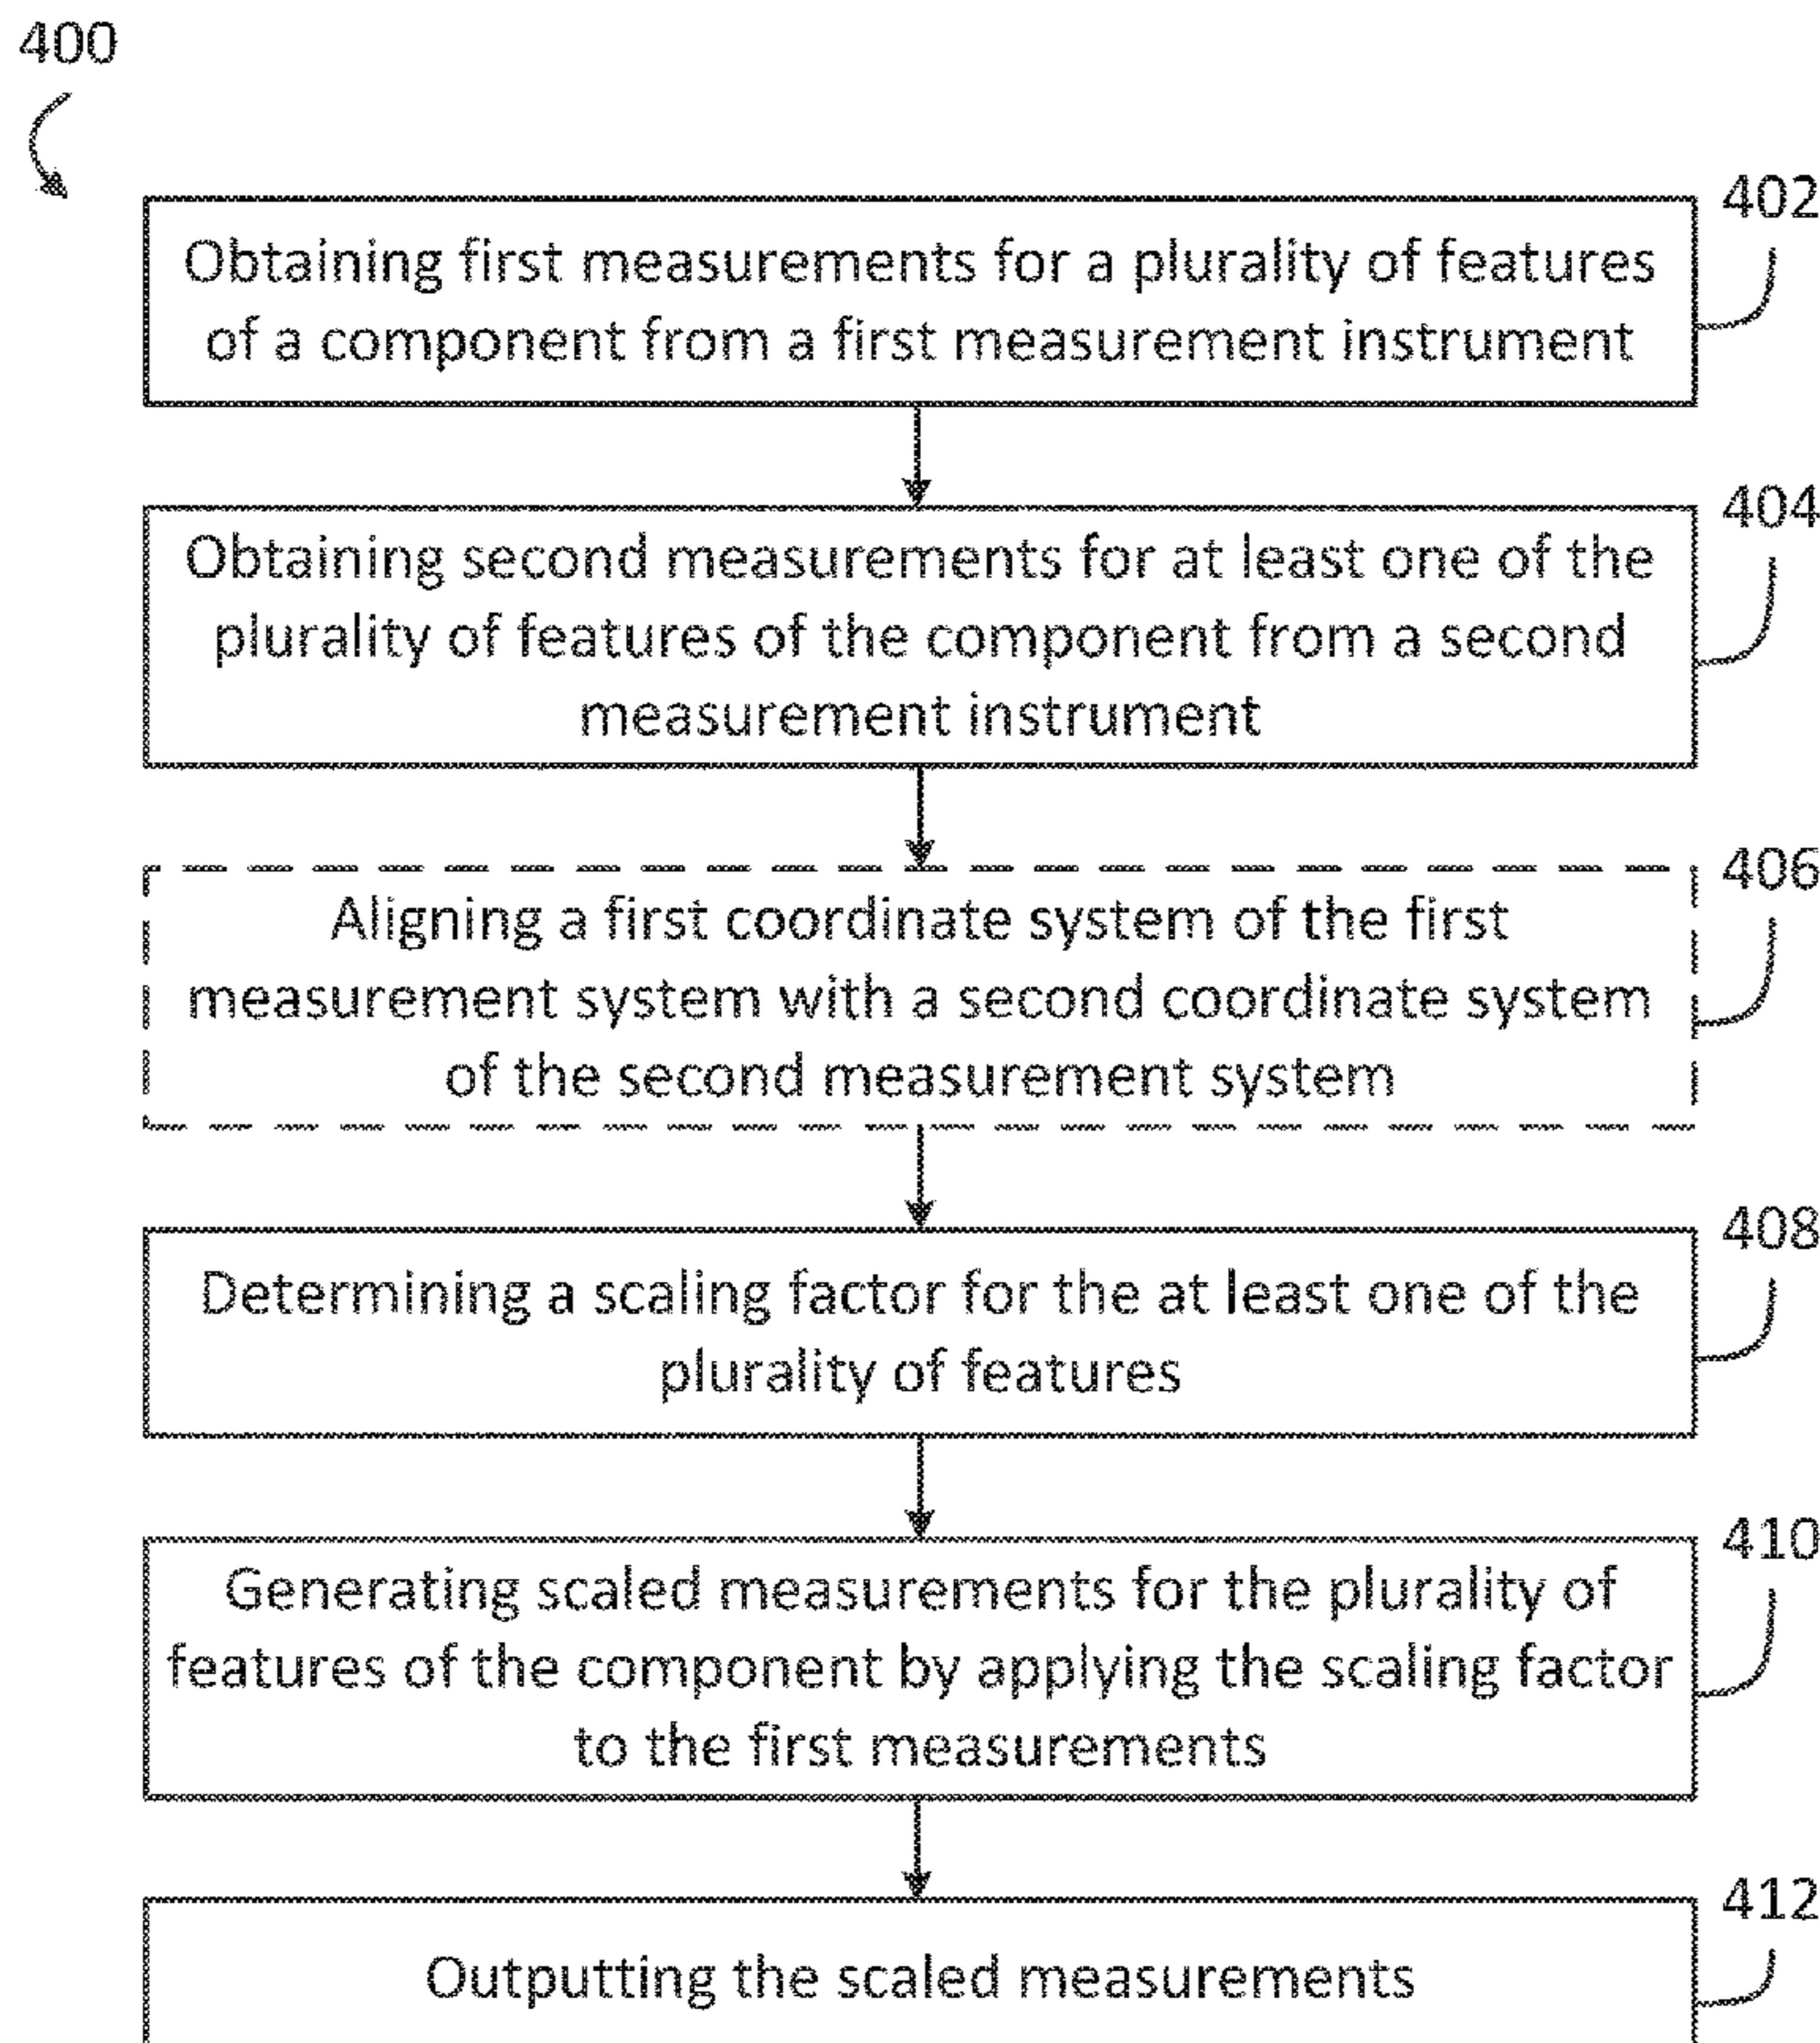 400
402
Obtaining first measurements for a plurality of features
of a component from a first measurement instrument
404
Obtaining second measurements for at least one of the
plurality of features of the component from a second
measurement instrument
406
Aligning a first coordinate system of the first
measurement system with a second coordinate system
of the second measurement system
408
Determining a scaling factor for the at least one of the
plurality of features
410
Generating scaled measurements for the plurality of
features of the component by applying the scaling factor
to the first measurements
412
Outputting the scaled measurements